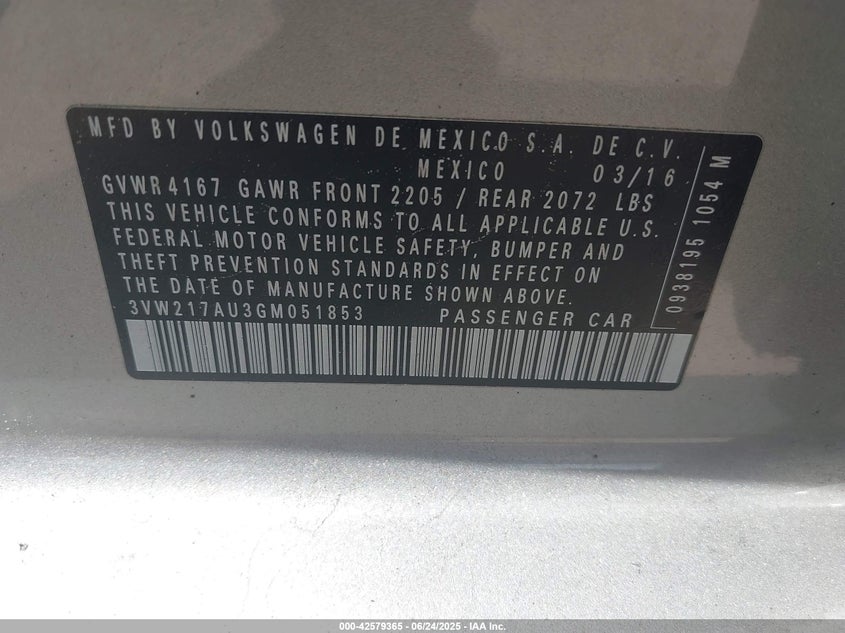 MFD BY VOLKSWAGEN DE MEXICO S.A. DE C.V.
MEXICO 03/16
GVWR 4167 GAWR FRONT 2205 / REAR 2072 LBS
THIS VEHICLE CONFORMS TO ALL APPLICABLE U.S.
FEDERAL MOTOR VEHICLE SAFETY, BUMPER AND
THEFT PREVENTION STANDARDS IN EFFECT ON
THE DATE OF MANUFACTURE SHOWN ABOVE.
3VW217AU3GM051853 PASSENGER CAR
0938195 1054 M
000-42579365 - 06/24/2025 - IAA Inc.